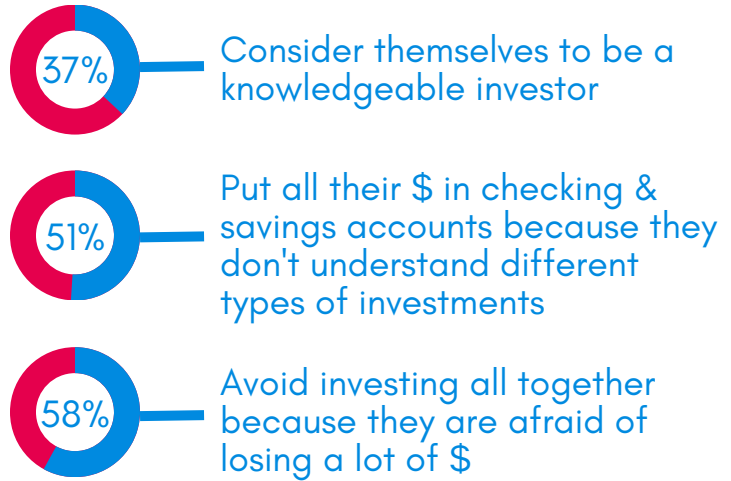 37%
Consider themselves to be a
knowledgeable investor
51%
Put all their $ in checking &
savings accounts because they
don't understand different
types of investments
58%
Avoid investing all together
because they are afraid of
losing a lot of $